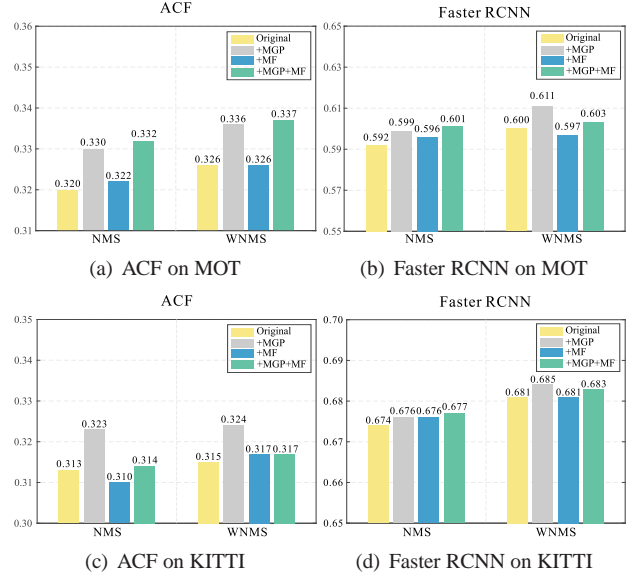 ACF
0.36
0.35
0.34
0.33
0.32
0.31
Original
+MGP
+MF
+MGP+MF
0.320
0.330
0.322
0.332
0.326
0.336
0.326
0.337
NMS
WNMS
(a) ACF on MOT
Faster RCNN
0.65
0.63
0.61
0.59
0.57
0.55
Original
+MGP
+MF
+MGP+MF
0.592
0.599
0.596
0.601
0.600
0.611
0.597
0.603
NMS
WNMS
(b) Faster RCNN on MOT
ACF
0.35
0.34
0.33
0.32
0.31
0.30
Original
+MGP
+MF
+MGP+MF
0.313
0.323
0.310
0.314
0.315
0.324
0.317
0.317
NMS
WNMS
(c) ACF on KITTI
Faster RCNN
0.70
0.69
0.68
0.67
0.66
0.65
Original
+MGP
+MF
+MGP+MF
0.674
0.676
0.676
0.677
0.681
0.685
0.681
0.683
NMS
WNMS
(d) Faster RCNN on KITTI